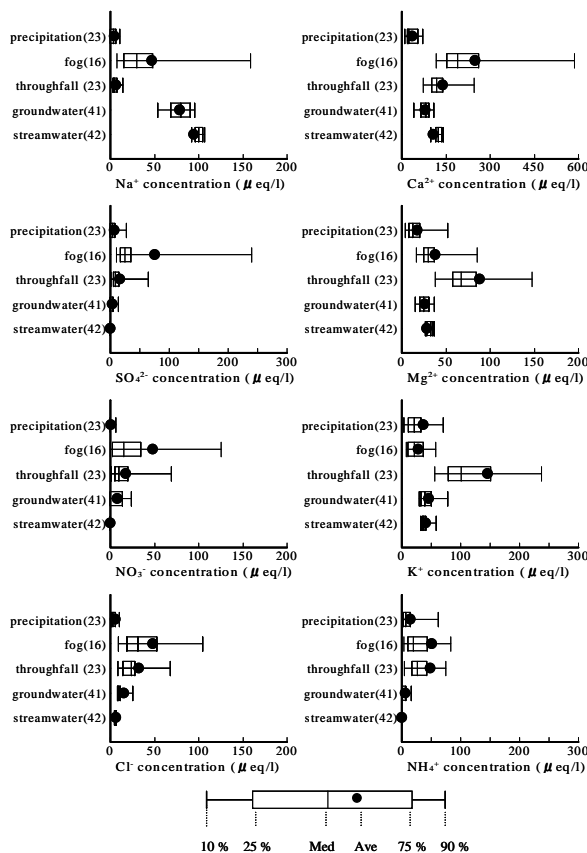 precipitation(23)
fog(16)
throughfall (23)
groundwater(41)
streamwater(42)
0 50 100 150 200
Na⁺ concentration ( μ eq/l)
precipitation(23)
fog(16)
throughfall (23)
groundwater(41)
streamwater(42)
0 150 300 450 600
Ca²⁺ concentration ( μ eq/l)
precipitation(23)
fog(16)
throughfall (23)
groundwater(41)
streamwater(42)
0 100 200 300
SO₄²⁻ concentration ( μ eq/l)
precipitation(23)
fog(16)
throughfall (23)
groundwater(41)
streamwater(42)
0 50 100 150 200
Mg²⁺ concentration ( μ eq/l)
precipitation(23)
fog(16)
throughfall (23)
groundwater(41)
streamwater(42)
0 50 100 150 200
NO₃⁻ concentration ( μ eq/l)
precipitation(23)
fog(16)
throughfall (23)
groundwater(41)
streamwater(42)
0 100 200 300
K⁺ concentration ( μ eq/l)
precipitation(23)
fog(16)
throughfall (23)
groundwater(41)
streamwater(42)
0 50 100 150 200
Cl⁻ concentration ( μ eq/l)
precipitation(23)
fog(16)
throughfall (23)
groundwater(41)
streamwater(42)
0 100 200 300
NH₄⁺ concentration ( μ eq/l)
10 % 25 % Med Ave 75 % 90 %